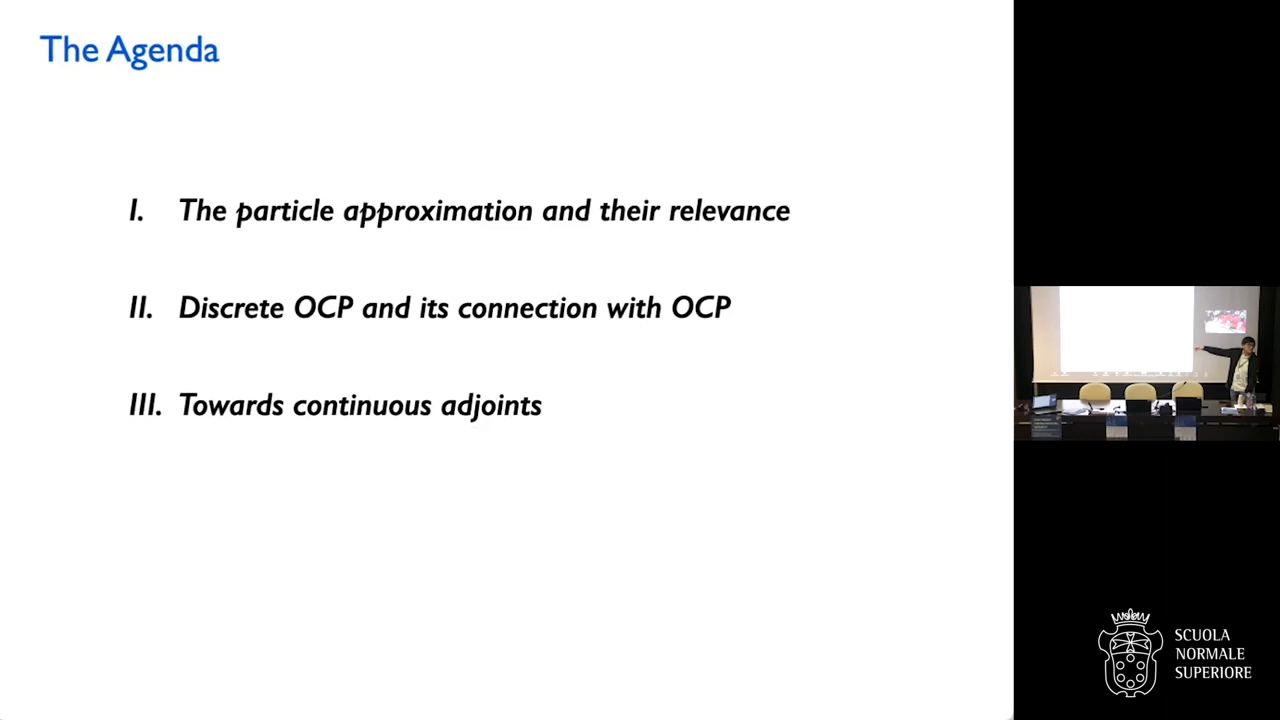 The Agenda
I. The particle approximation and their relevance
II. Discrete OCP and its connection with OCP
III. Towards continuous adjoints
SCUOLA
NORMALE
SUPERIORE